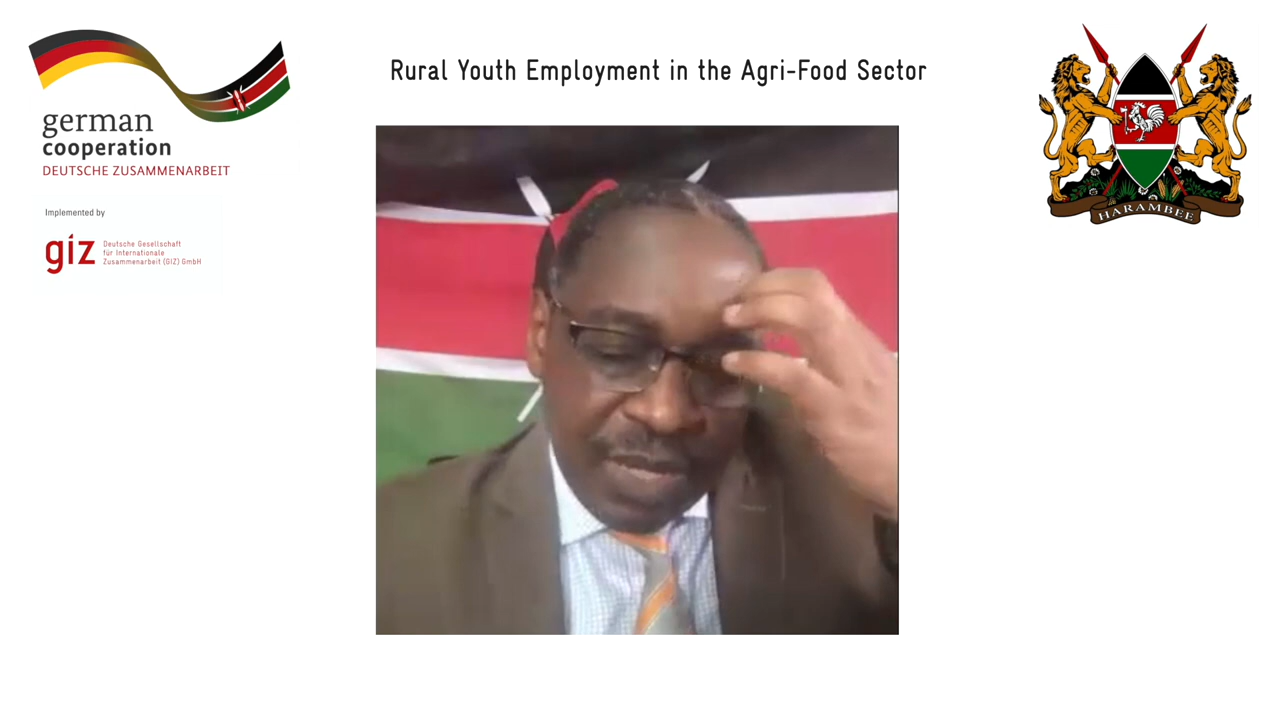 Rural Youth Employment in the Agri-Food Sector
german
cooperation
DEUTSCHE ZUSAMMENARBEIT
Implemented by
giz
Deutsche Gesellschaft
für Internationale
Zusammenarbeit (GIZ) GmbH
HARAMBEE